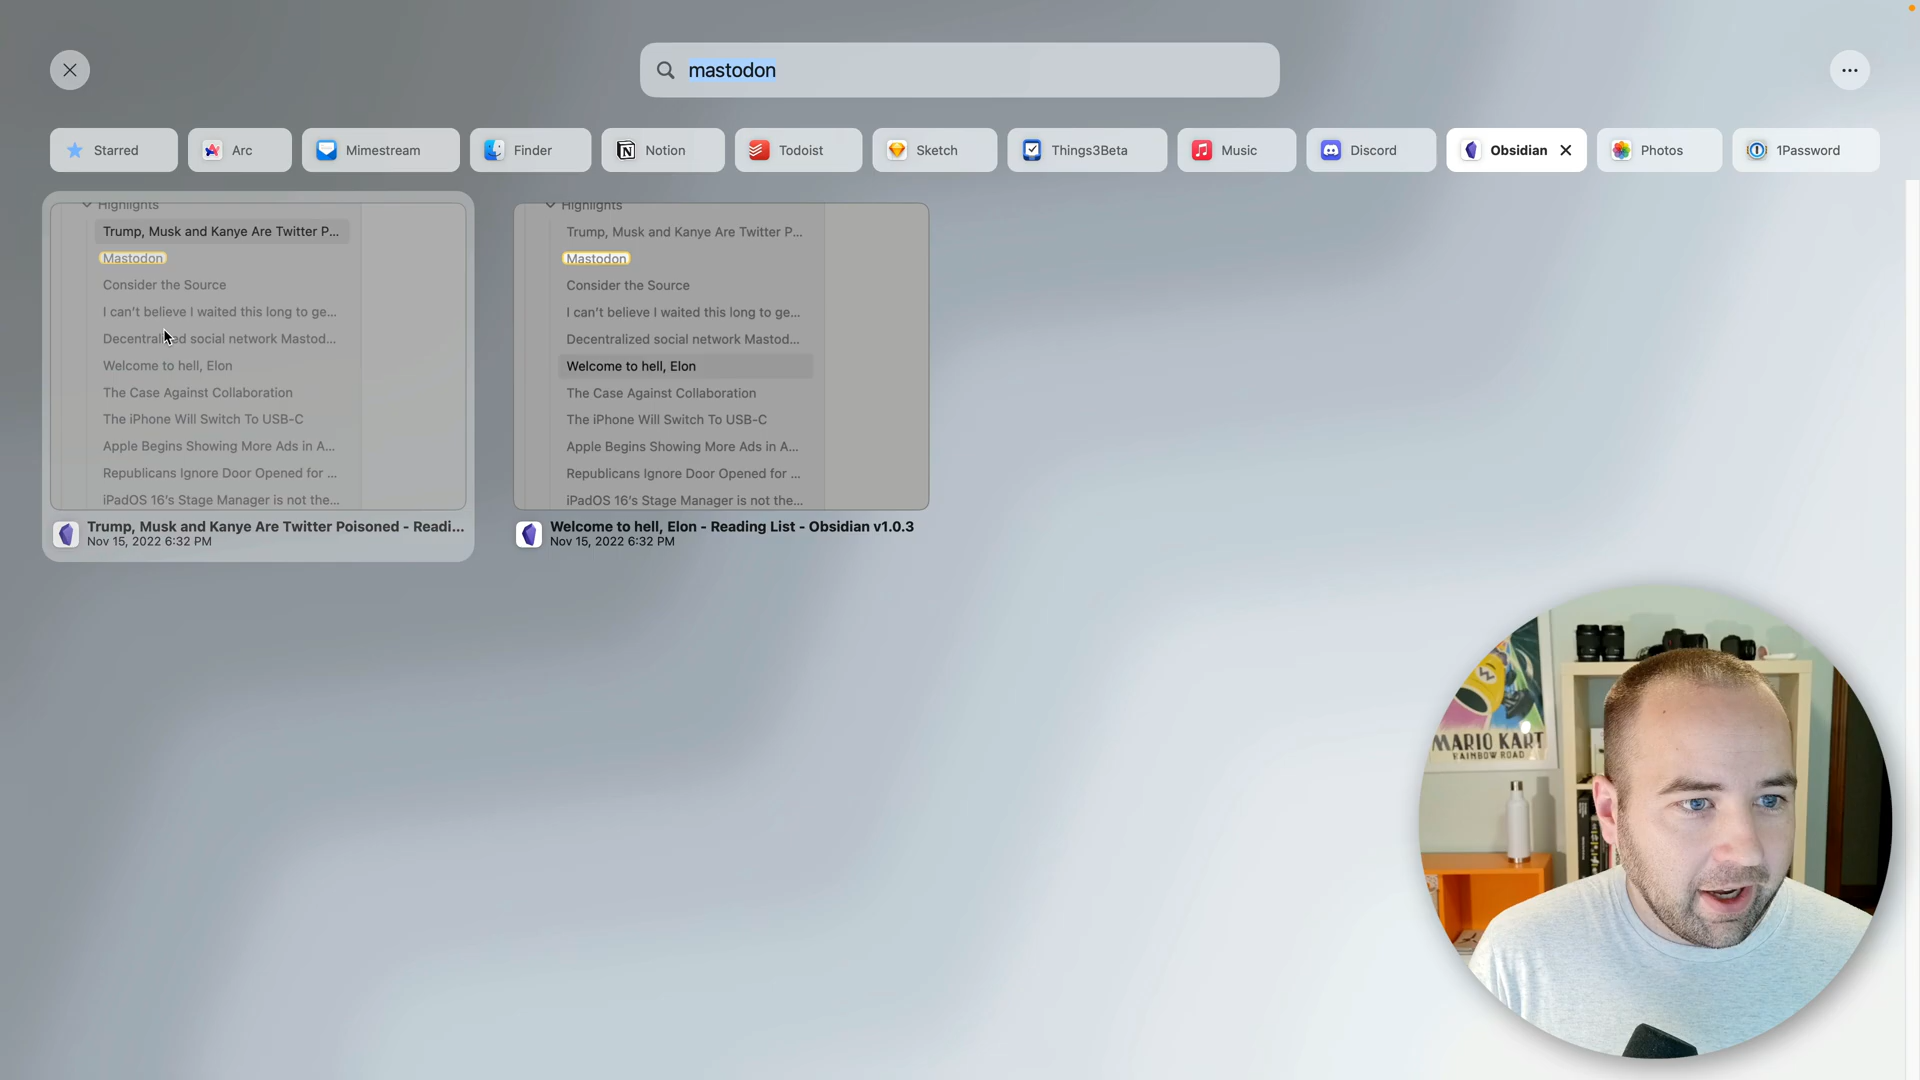 mastodon
Starred
Arc
Mimestream
Finder
Notion
Todoist
Sketch
Things3Beta
Music
Discord
Obsidian
Photos
1Password
Highlights
Trump, Musk and Kanye Are Twitter P...
Mastodon
Consider the Source
I can't believe I waited this long to ge...
Decentralized social network Mastod...
Welcome to hell, Elon
The Case Against Collaboration
The iPhone Will Switch To USB-C
Apple Begins Showing More Ads in A...
Republicans Ignore Door Opened for ...
iPadOS 16's Stage Manager is not the...
Trump, Musk and Kanye Are Twitter Poisoned - Readi...
Nov 15, 2022 6:32 PM
Highlights
Trump, Musk and Kanye Are Twitter P...
Mastodon
Consider the Source
I can't believe I waited this long to ge...
Decentralized social network Mastod...
Welcome to hell, Elon
The Case Against Collaboration
The iPhone Will Switch To USB-C
Apple Begins Showing More Ads in A...
Republicans Ignore Door Opened for ...
iPadOS 16's Stage Manager is not the...
Welcome to hell, Elon - Reading List - Obsidian v1.0.3
Nov 15, 2022 6:32 PM
MARIO KART
RAINBOW ROAD